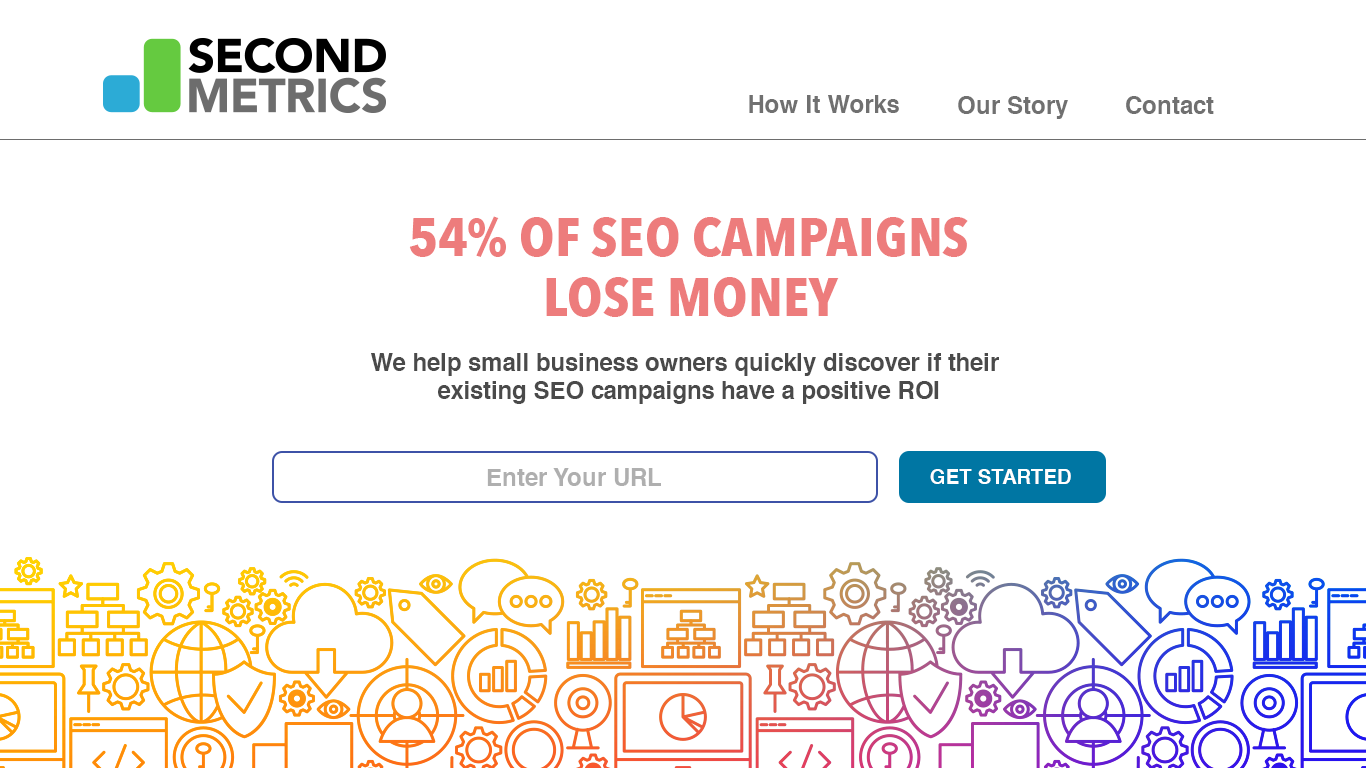 SECOND
METRICS
How It Works
Our Story
Contact
54% OF SEO CAMPAIGNS
LOSE MONEY
We help small business owners quickly discover if their
existing SEO campaigns have a positive ROI
Enter Your URL
GET STARTED